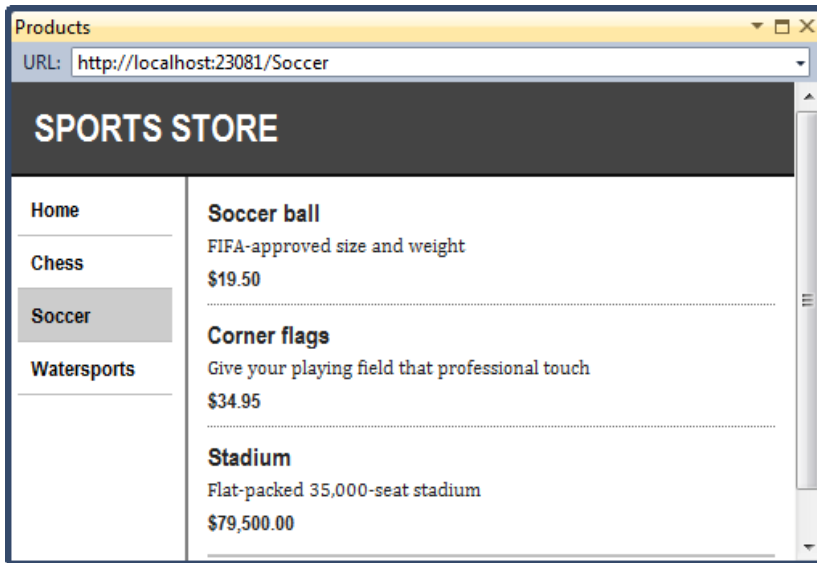 Products
URL: http://localhost:23081/Soccer
SPORTS STORE
Home
Chess
Soccer
Watersports
Soccer ball
FIFA-approved size and weight
$19.50
Corner flags
Give your playing field that professional touch
$34.95
Stadium
Flat-packed 35,000-seat stadium
$79,500.00